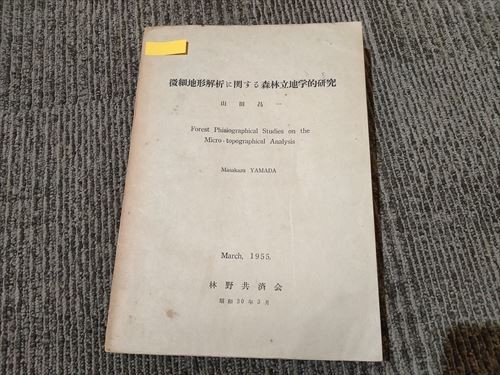 微細地形解析に関する森林立地学的研究
山田昌一
Forest Phisiographical Studies on the
Micro-topographical Analysis
Masakazu YAMADA
March, 1955.
林野共済会
昭和30年3月